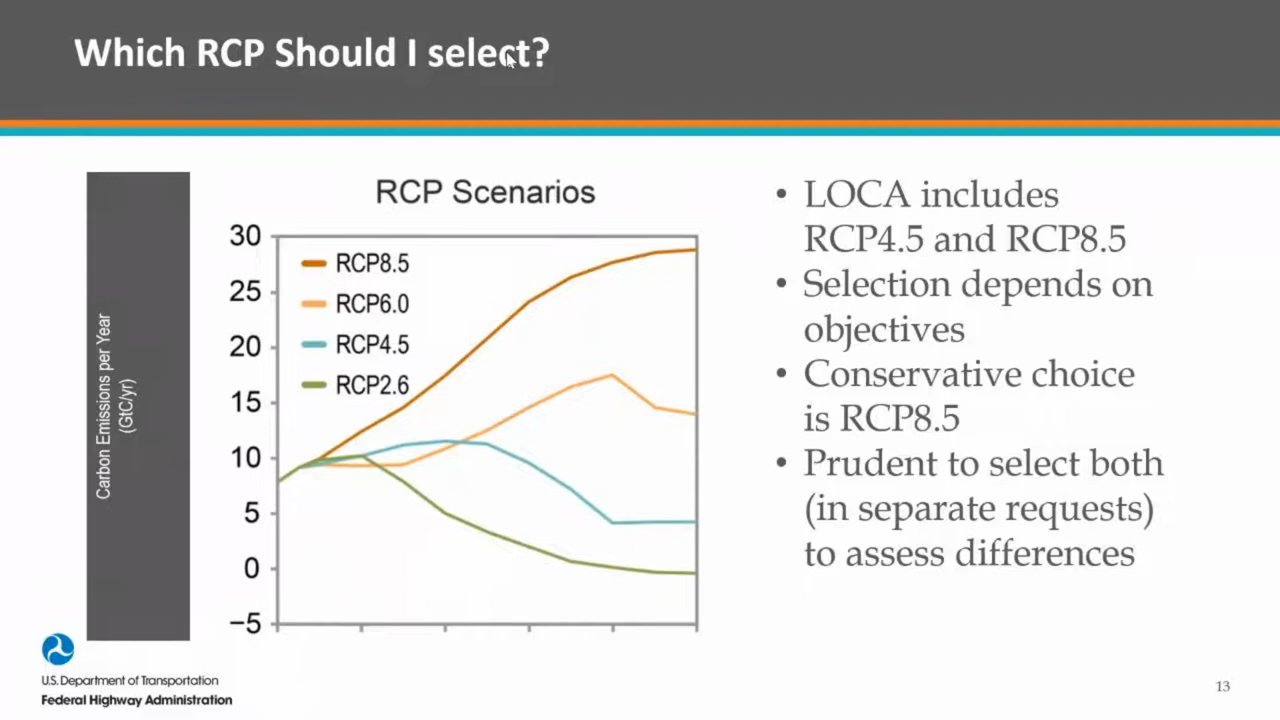 Which RCP Should I select?
RCP Scenarios
Carbon Emissions per Year
(GtC/yr)
30
25
20
15
10
5
0
−5
RCP8.5
RCP6.0
RCP4.5
RCP2.6
• LOCA includes
RCP4.5 and RCP8.5
• Selection depends on
objectives
• Conservative choice
is RCP8.5
• Prudent to select both
(in separate requests)
to assess differences
U.S. Department of Transportation
Federal Highway Administration
13